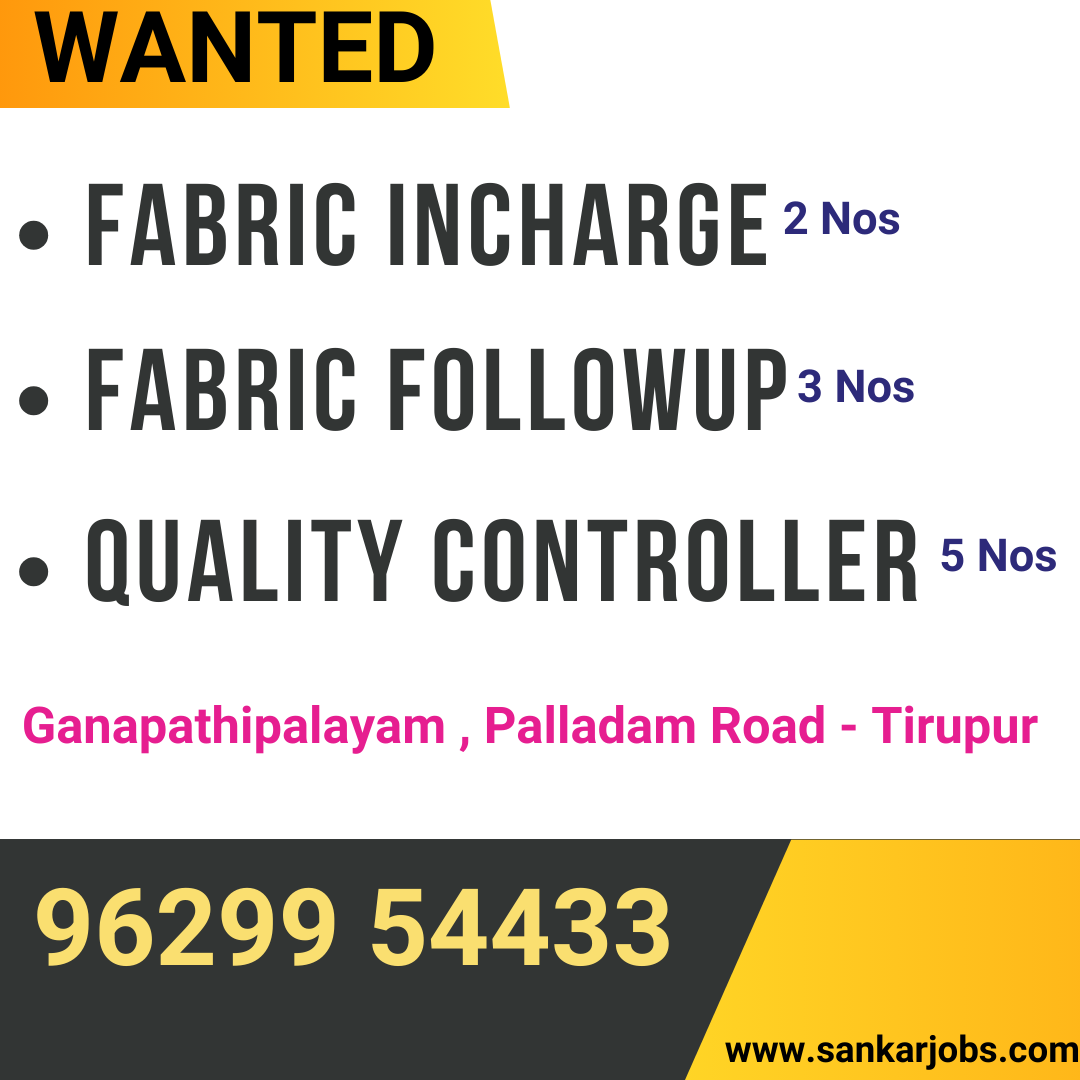 WANTED
• FABRIC INCHARGE 2 Nos
• FABRIC FOLLOWUP 3 Nos
• QUALITY CONTROLLER 5 Nos
Ganapathipalayam , Palladam Road - Tirupur
96299 54433
www.sankarjobs.com